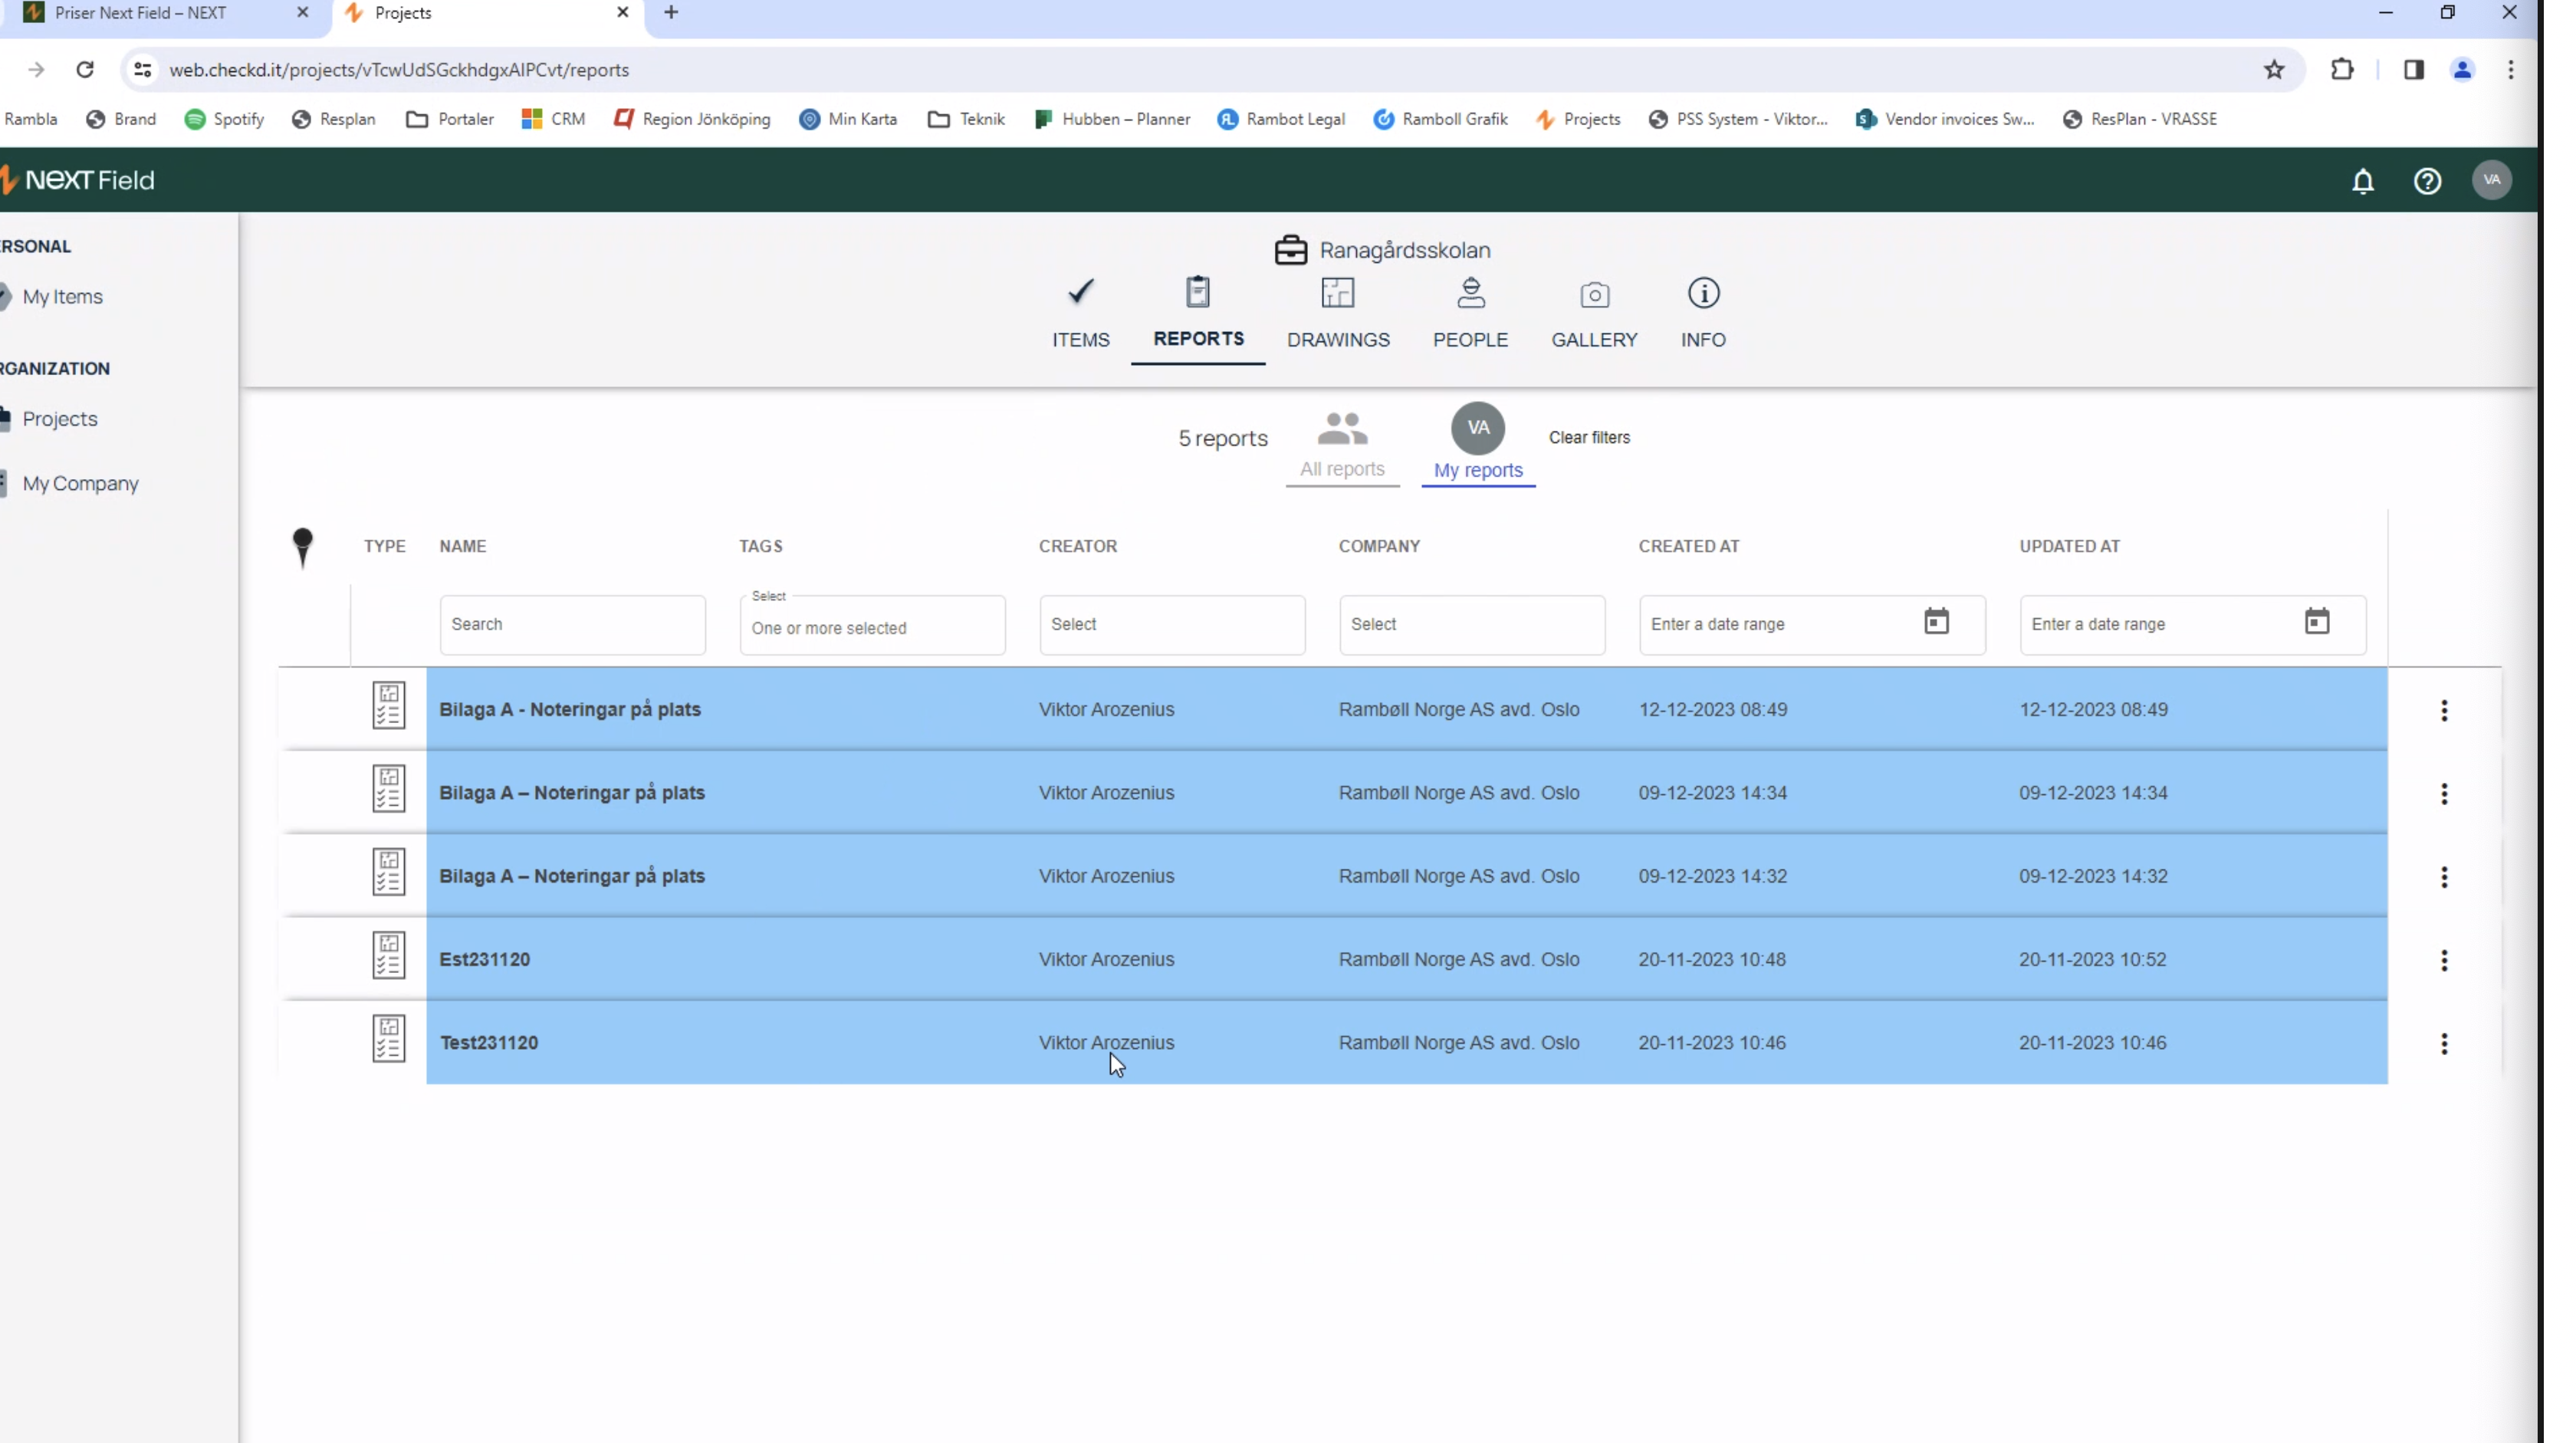 Priser Next Field – NEXT
Projects
web.checkd.it/projects/vTcwUdSGckhdgxAlPCvt/reports
Rambla Brand Spotify Resplan Portaler CRM Region Jönköping Min Karta Teknik Hubben – Planner Rambot Legal Ramboll Grafik Projects PSS System - Viktor... Vendor invoices Sw... ResPlan - VRASSE
NEXT Field
VA
ERSONAL
My Items
RGANIZATION
Projects
My Company
Ranagårdsskolan
ITEMS REPORTS DRAWINGS PEOPLE GALLERY INFO
5 reports All reports VA My reports Clear filters
TYPE NAME TAGS CREATOR COMPANY CREATED AT UPDATED AT
Select
Search One or more selected Select Select Enter a date range Enter a date range
Bilaga A - Noteringar på plats Viktor Arozenius Rambøll Norge AS avd. Oslo 12-12-2023 08:49 12-12-2023 08:49
Bilaga A – Noteringar på plats Viktor Arozenius Rambøll Norge AS avd. Oslo 09-12-2023 14:34 09-12-2023 14:34
Bilaga A – Noteringar på plats Viktor Arozenius Rambøll Norge AS avd. Oslo 09-12-2023 14:32 09-12-2023 14:32
Est231120 Viktor Arozenius Rambøll Norge AS avd. Oslo 20-11-2023 10:48 20-11-2023 10:52
Test231120 Viktor Arozenius Rambøll Norge AS avd. Oslo 20-11-2023 10:46 20-11-2023 10:46